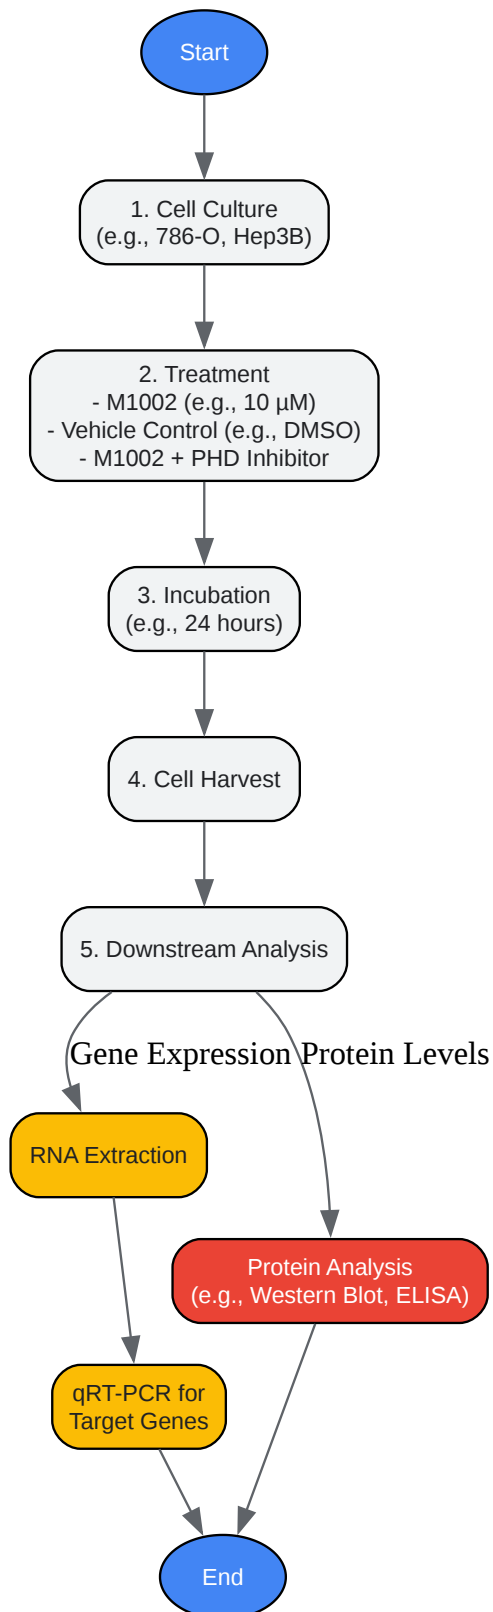 Start
1. Cell Culture
(e.g., 786-O, Hep3B)
2. Treatment
- M1002 (e.g., 10 µM)
- Vehicle Control (e.g., DMSO)
- M1002 + PHD Inhibitor
3. Incubation
(e.g., 24 hours)
4. Cell Harvest
5. Downstream Analysis
Gene Expression
Protein Levels
RNA Extraction
Protein Analysis
(e.g., Western Blot, ELISA)
qRT-PCR for
Target Genes
End